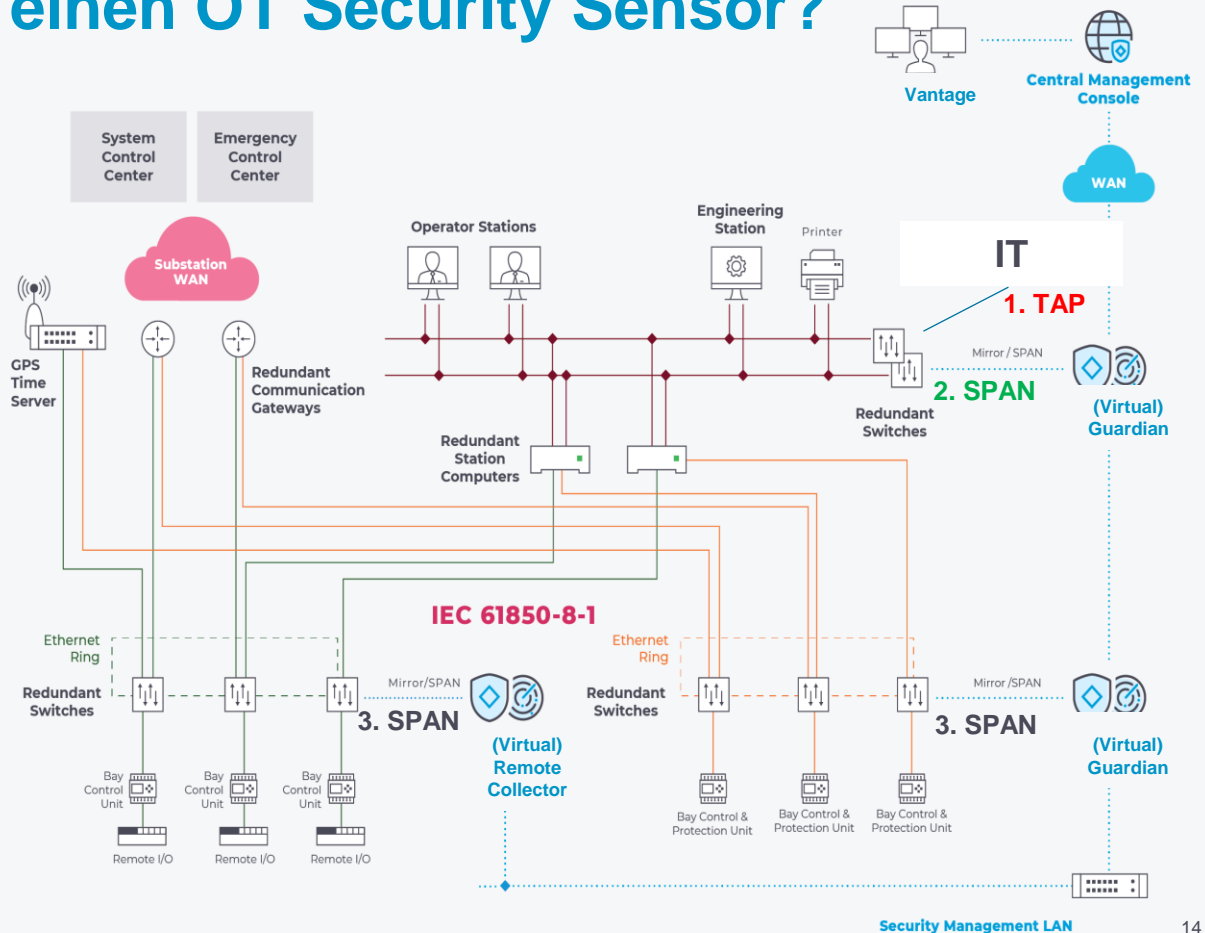 einen OT Security Sensor?
Vantage
Central Management
Console
WAN
System
Control
Center
Emergency
Control
Center
Substation
WAN
GPS
Time
Server
Redundant
Communication
Gateways
Operator Stations
Engineering
Station
Printer
IT
1. TAP
Mirror / SPAN
2. SPAN
(Virtual)
Guardian
Redundant
Switches
Redundant
Station
Computers
IEC 61850-8-1
Ethernet
Ring
Redundant
Switches
Mirror/SPAN
3. SPAN
(Virtual)
Remote
Collector
Ethernet
Ring
Redundant
Switches
Mirror /SPAN
3. SPAN
(Virtual)
Guardian
Bay
Control
Unit
Bay
Control
Unit
Bay
Control
Unit
Remote I/O
Remote I/O
Remote I/O
Bay Control &
Protection Unit
Bay Control &
Protection Unit
Bay Control &
Protection Unit
Security Management LAN
14